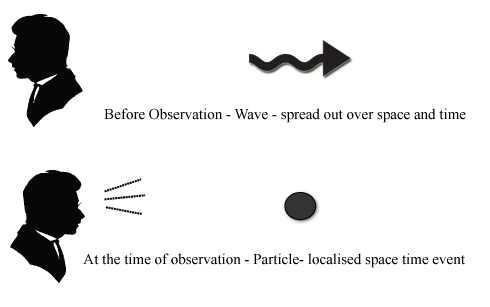 Before Observation - Wave - spread out over space and time
At the time of observation - Particle- localised space time event